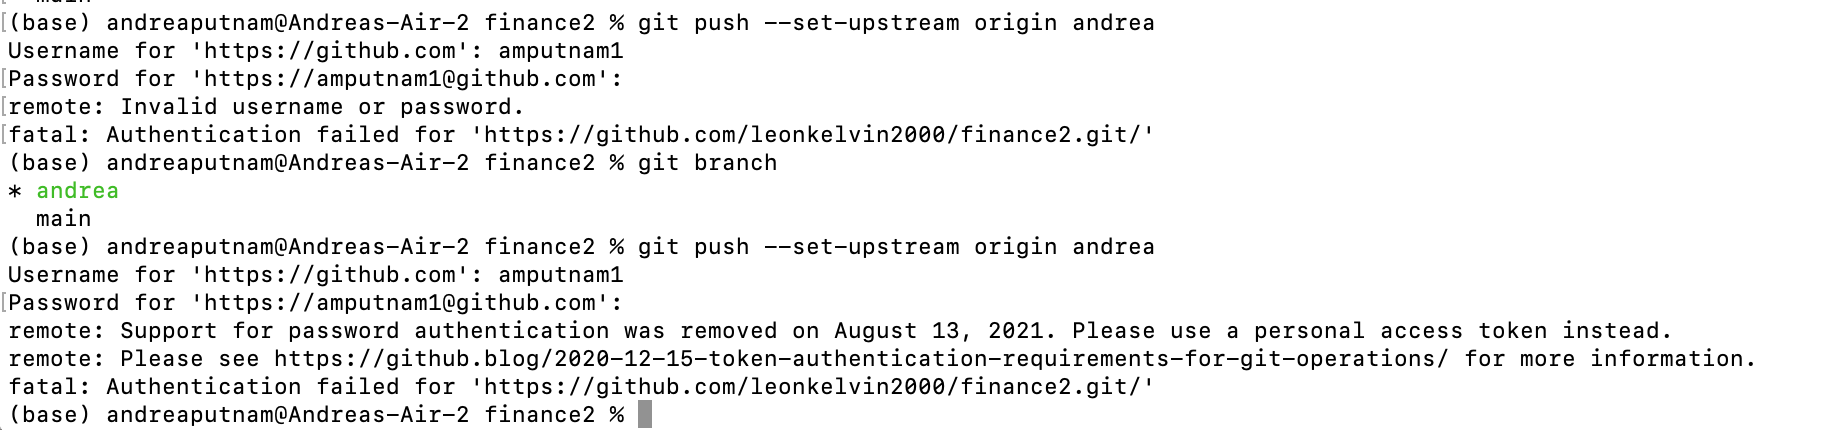 main
(base) andreaputnam@Andreas-Air-2 finance2 % git push --set-upstream origin andrea
Username for 'https://github.com': amputnam1
Password for 'https://amputnam1@github.com':
remote: Invalid username or password.
fatal: Authentication failed for 'https://github.com/leonkelvin2000/finance2.git/'
(base) andreaputnam@Andreas-Air-2 finance2 % git branch
* andrea
main
(base) andreaputnam@Andreas-Air-2 finance2 % git push --set-upstream origin andrea
Username for 'https://github.com': amputnam1
Password for 'https://amputnam1@github.com':
remote: Support for password authentication was removed on August 13, 2021. Please use a personal access token instead.
remote: Please see https://github.blog/2020-12-15-token-authentication-requirements-for-git-operations/ for more information.
fatal: Authentication failed for 'https://github.com/leonkelvin2000/finance2.git/'
(base) andreaputnam@Andreas-Air-2 finance2 %